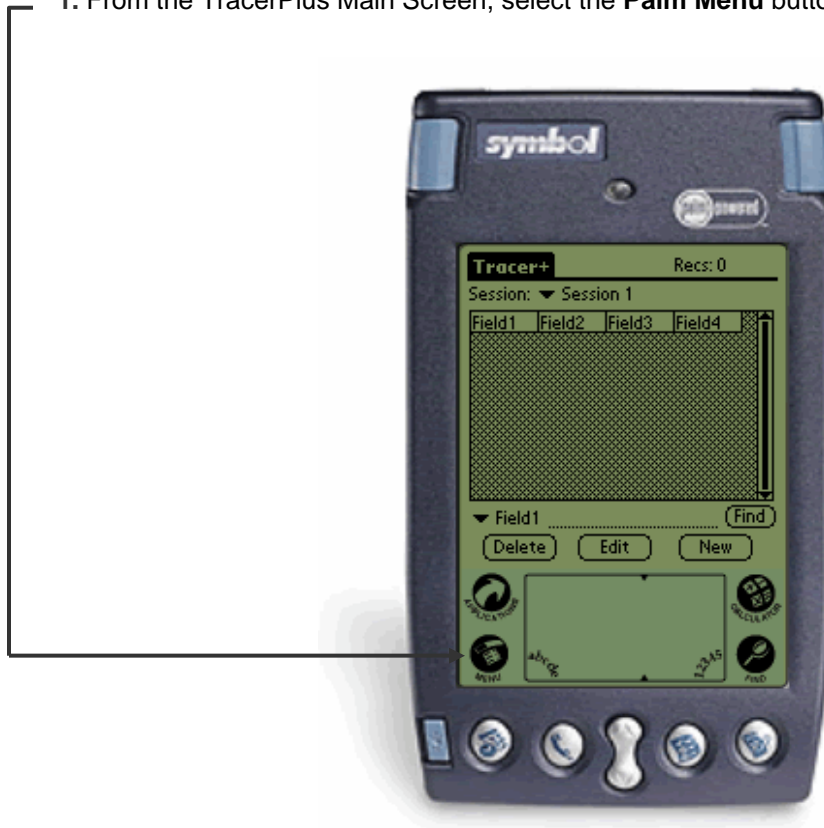 1. From the TracerPlus Main Screen, select the Palm Menu butto
symbol
powered
Tracer+ Recs: 0
Session: Session 1
Field1 Field2 Field3 Field4
Field1 Find
Delete Edit New
APPLICATIONS CALCULATOR
abcde 12345
MENU FIND